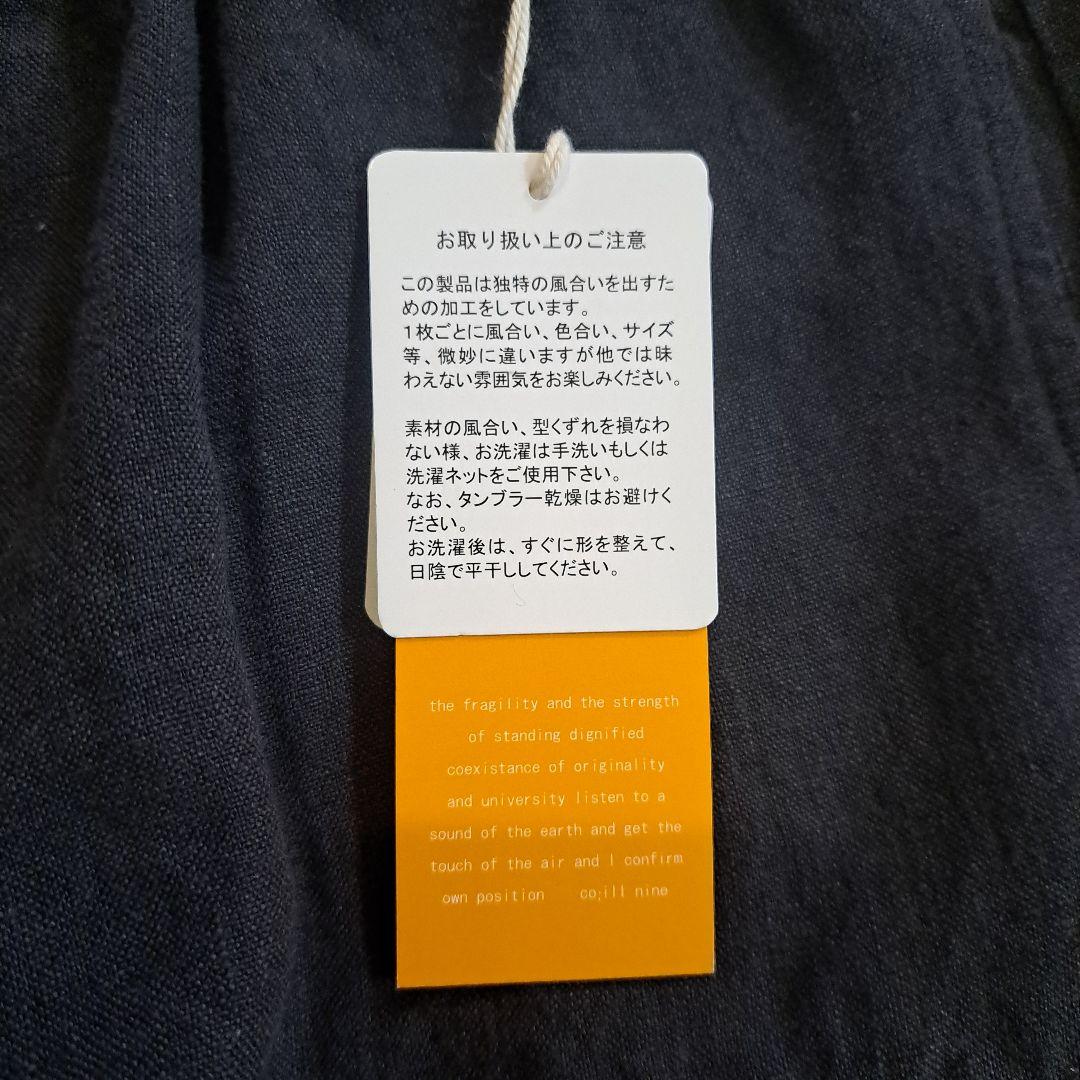 お取り扱い上のご注意
この製品は独特の風合いを出すた
めの加工をしています。
1枚ごとに風合い、色合い、サイズ
等、微妙に違いますが他では味
わえない雰囲気をお楽しみください。
素材の風合い、型くずれを損なわ
ない様、お洗濯は手洗いもしくは
洗濯ネットをご使用下さい。
なお、タンブラー乾燥はお避けく
ださい。
お洗濯後は、すぐに形を整えて、
日陰で平干ししてください。
the fragility and the strength
of standing dignified
coexistance of originality
and university listen to a
sound of the earth and get the
touch of the air and I confirm
own position co;ill nine